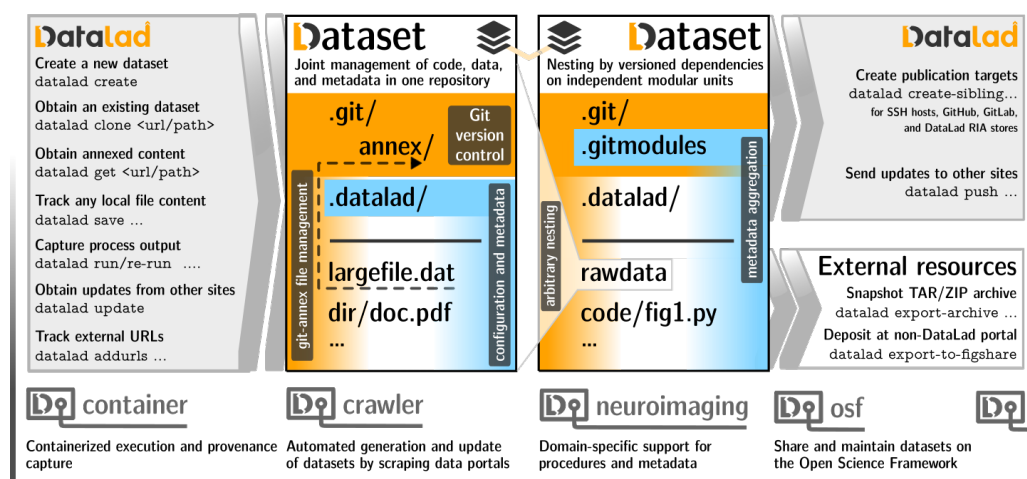 Datalad
Create a new dataset
datalad create
Obtain an existing dataset
datalad clone <url/path>
Obtain annexed content
datalad get <url/path>
Track any local file content
datalad save ...
Capture process output
datalad run/re-run ....
Obtain updates from other sites
datalad update
Track external URLs
datalad addurls ...
Dataset
Joint management of code, data,
and metadata in one repository
.git/
annex/
Git
version
control
.datalad/
largefile.dat
dir/doc.pdf
...
git-annex file management
configuration and metadata
Dataset
Nesting by versioned dependencies
on independent modular units
.git/
.gitmodules
.datalad/
rawdata
code/fig1.py
...
arbitrary nesting
metadata aggregation
Datalad
Create publication targets
datalad create-sibling...
for SSH hosts, GitHub, GitLab,
and DataLad RIA stores
Send updates to other sites
datalad push ...
External resources
Snapshot TAR/ZIP archive
datalad export-archive ...
Deposit at non-DataLad portal
datalad export-to-figshare
container
Containerized execution and provenance
capture
crawler
Automated generation and update
of datasets by scraping data portals
neuroimaging
Domain-specific support for
procedures and metadata
osf
Share and maintain datasets on
the Open Science Framework